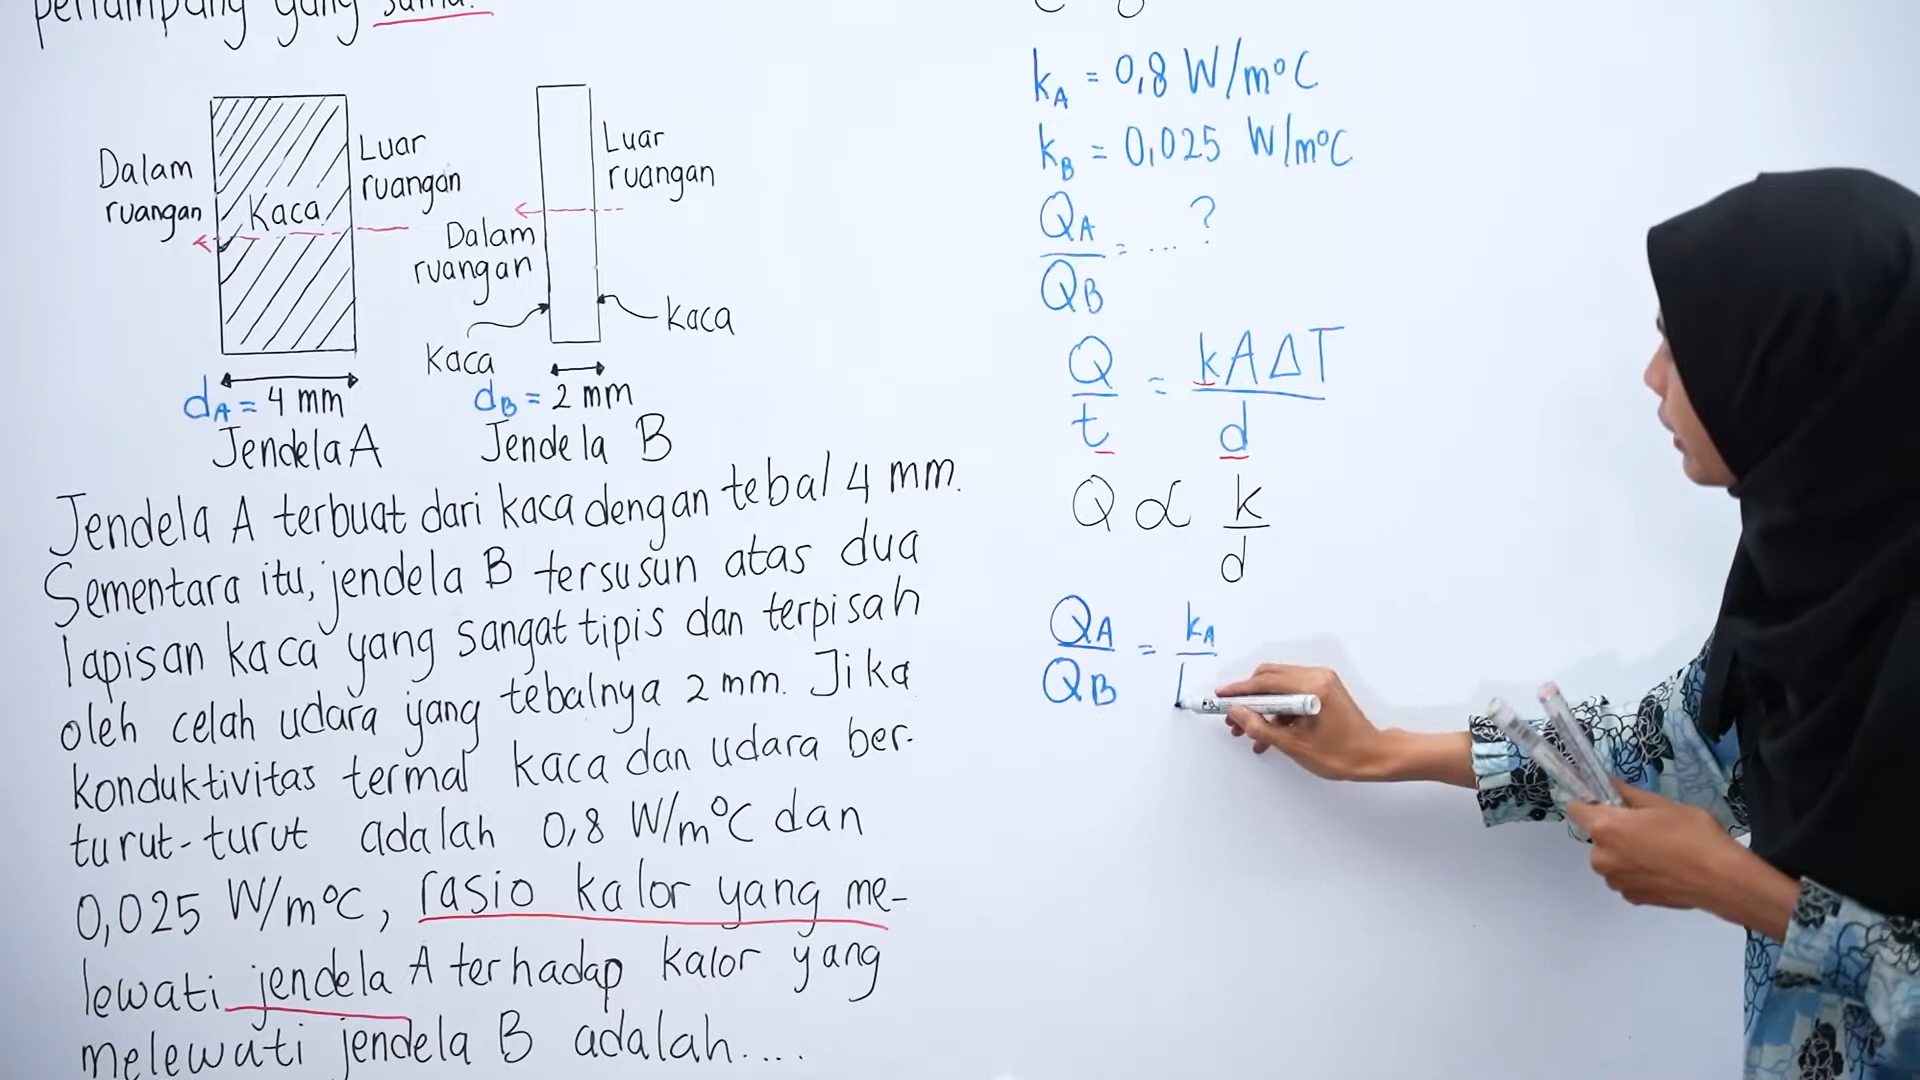 penampang yang sama.
Dalam
ruangan
Kaca
Luar
ruangan
dA = 4 mm
Jendela A
Luar
ruangan
Dalam
ruangan
Kaca
Kaca
dB = 2 mm
Jendela B
Jendela A terbuat dari kaca dengan tebal 4 mm.
Sementara itu, jendela B tersusun atas dua
lapisan kaca yang sangat tipis dan terpisah
oleh celah udara yang tebalnya 2 mm. Jika
konduktivitas termal kaca dan udara ber-
turut-turut adalah 0,8 W/m°C dan
0,025 W/m°C, rasio kalor yang me-
lewati jendela A terhadap kalor yang
melewati jendela B adalah....
kA = 0,8 W/m°C
kB = 0,025 W/m°C
QA/QB = ... ?
Q/t = kAΔT/d
Q ∝ k/d
QA/QB = kA/